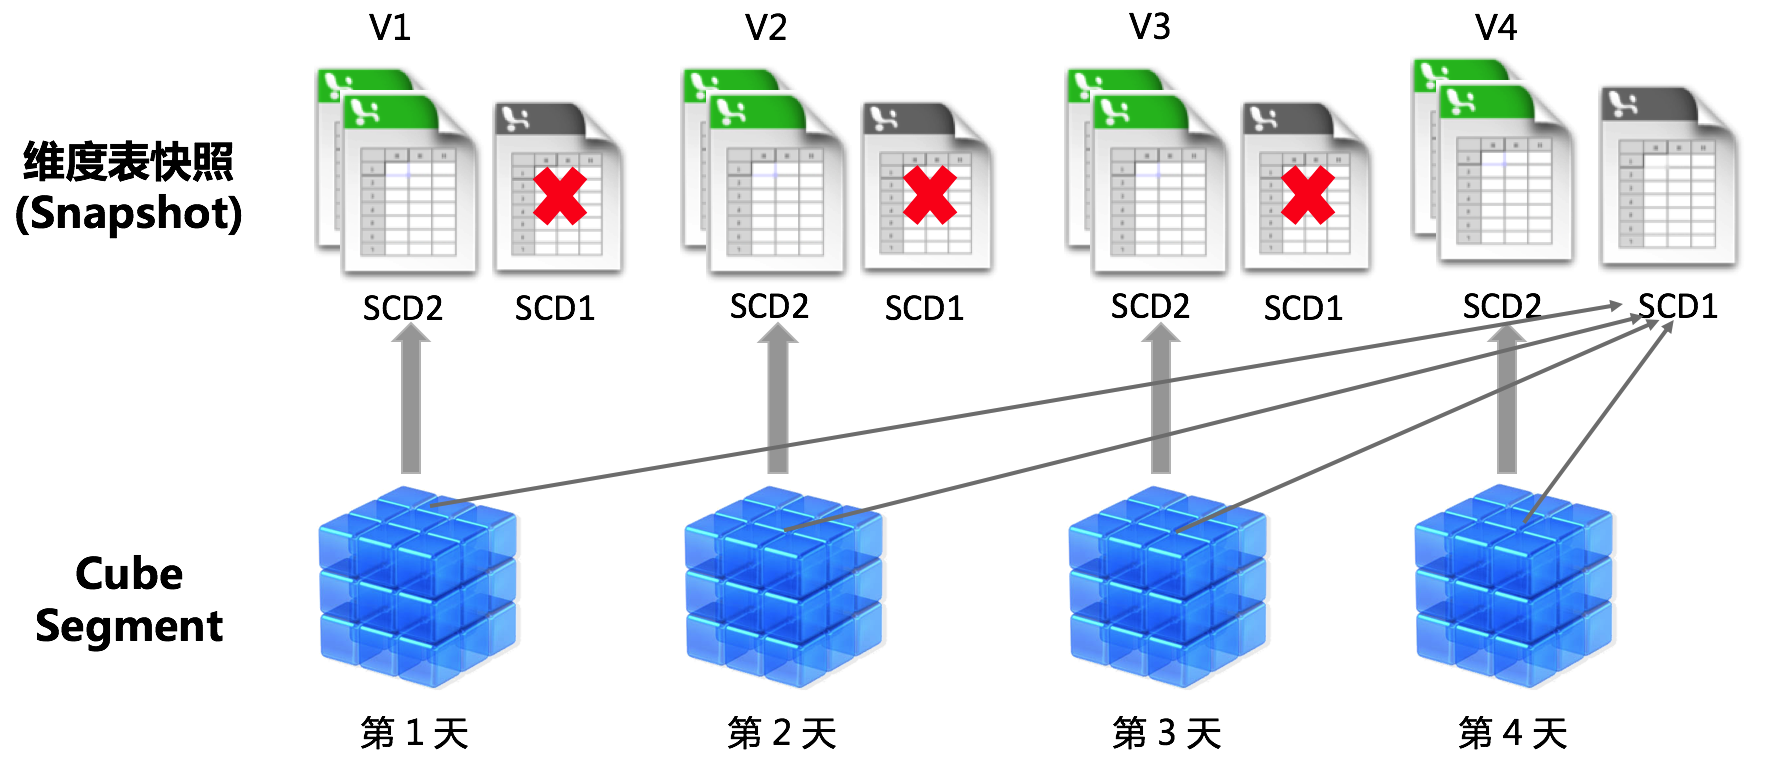 V1
V2
V3
V4
维度表快照
(Snapshot)
SCD2
SCD1
SCD2
SCD1
SCD2
SCD1
SCD2
SCD1
Cube
Segment
第 1 天
第 2 天
第 3 天
第 4 天